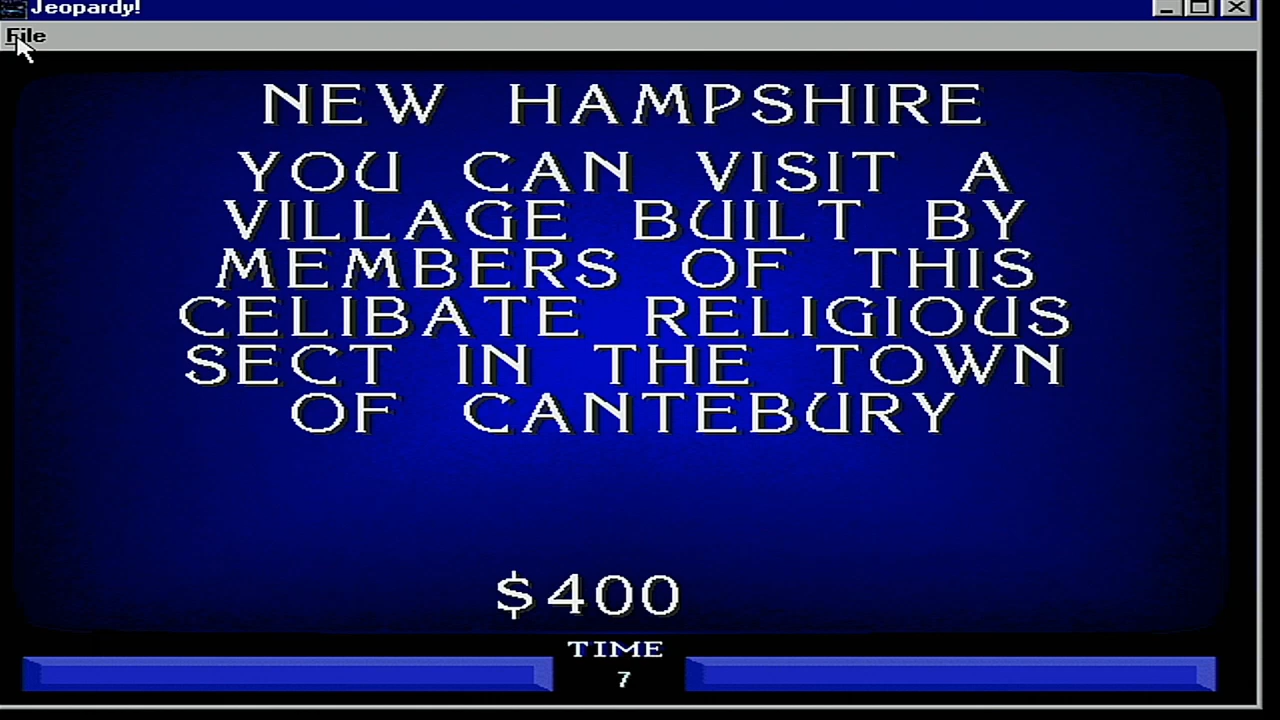 Jeopardy!
File
NEW HAMPSHIRE
YOU CAN VISIT A
VILLAGE BUILT BY
MEMBERS OF THIS
CELIBATE RELIGIOUS
SECT IN THE TOWN
OF CANTEBURY
$400
TIME
7